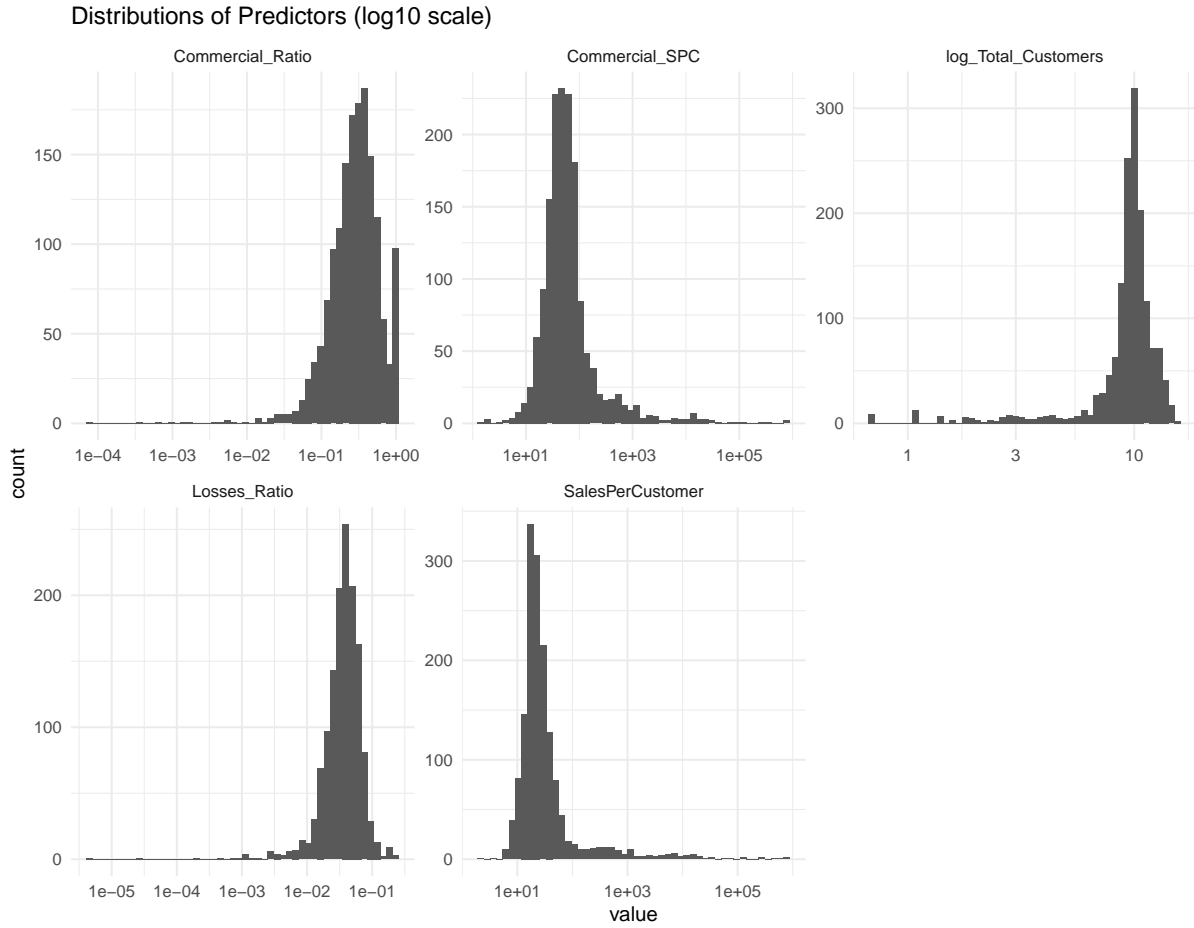 Distributions of Predictors (log10 scale)
Commercial_Ratio
Commercial_SPC
log_Total_Customers
150
100
50
0
1e−04 1e−03 1e−02 1e−01 1e+00
200
150
100
50
0
1e+01 1e+03 1e+05
300
200
100
0
1 3 10
Losses_Ratio
SalesPerCustomer
200
100
0
1e−05 1e−04 1e−03 1e−02 1e−01
300
200
100
0
1e+01 1e+03 1e+05
count
value